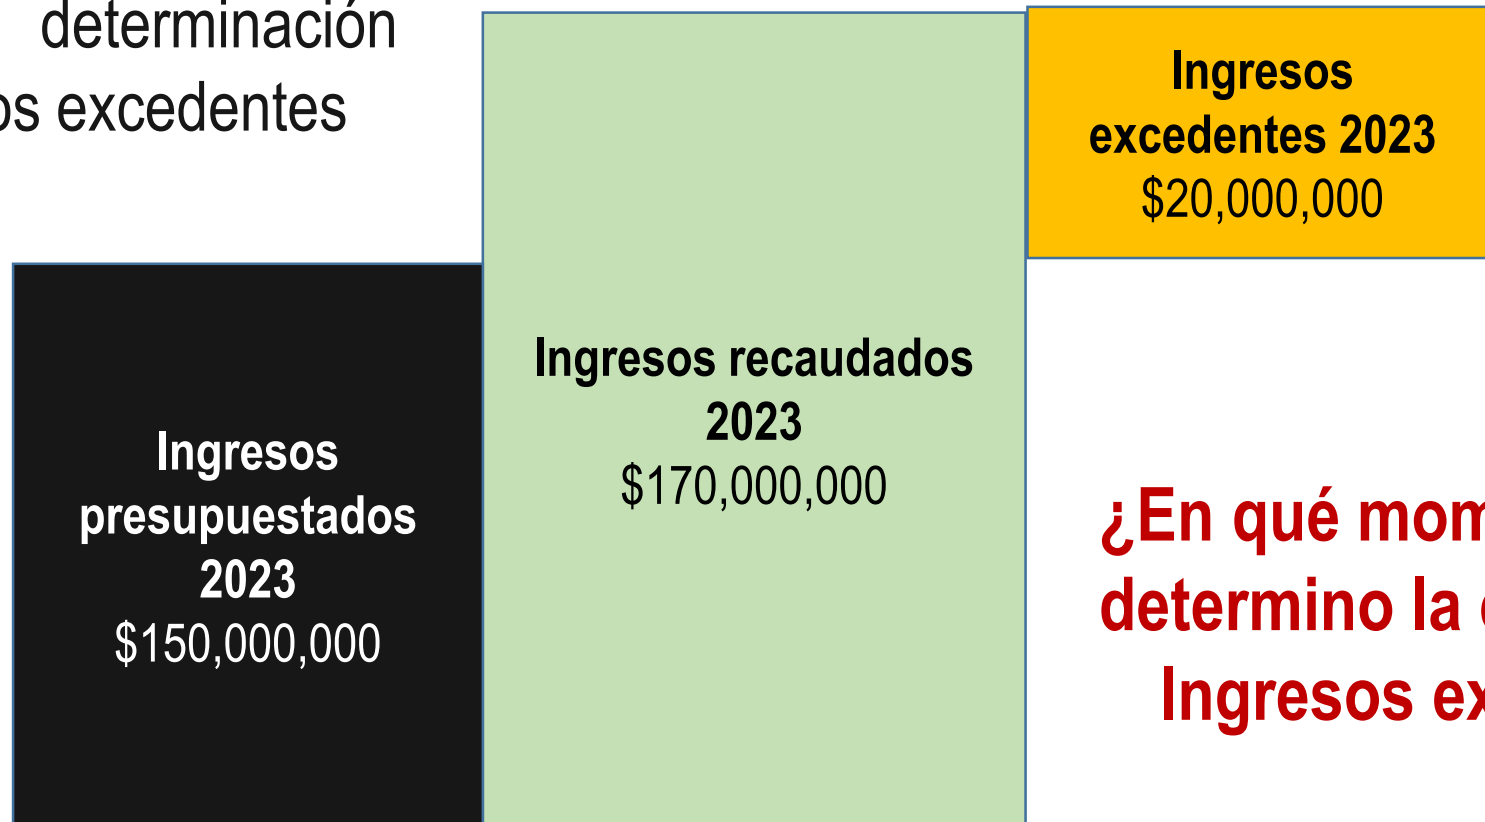 determinación
os excedentes
Ingresos
excedentes 2023
$20,000,000
Ingresos recaudados
2023
$170,000,000
Ingresos
presupuestados
2023
$150,000,000
¿En qué mom
determino la
Ingresos ex